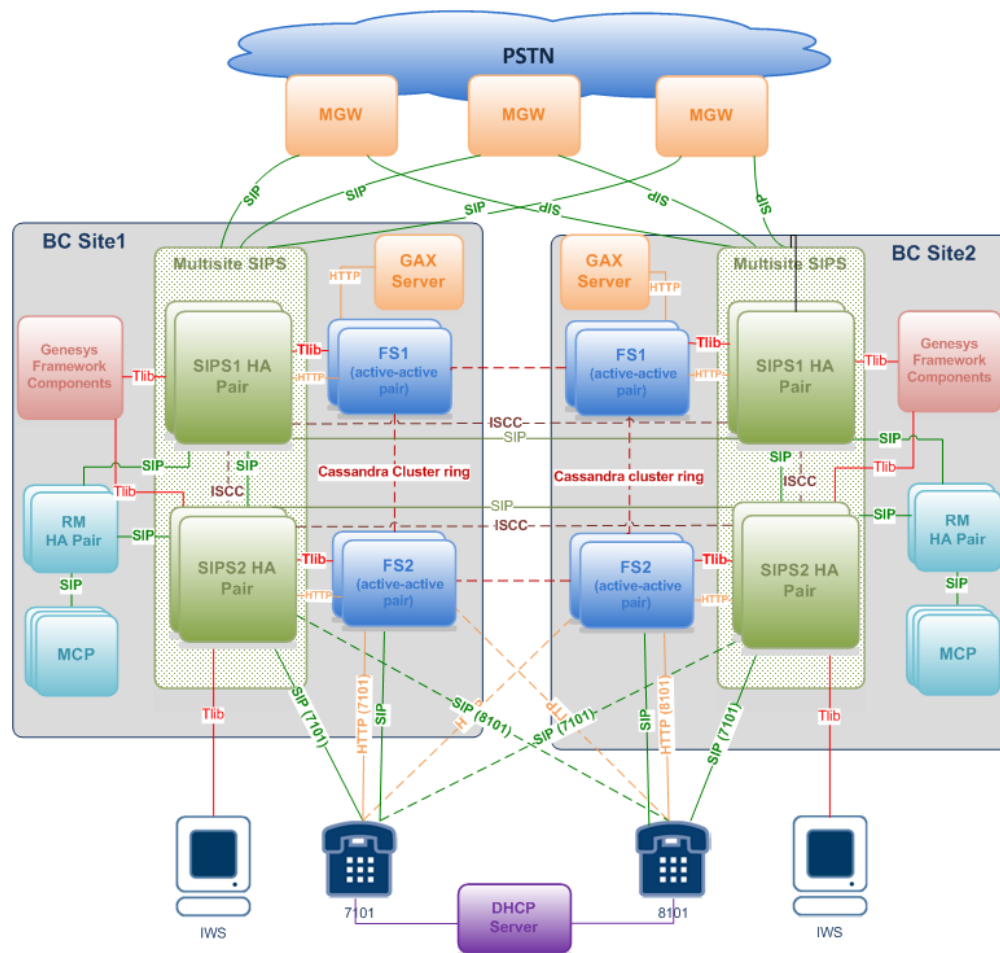 PSTN
MGW
MGW
MGW
SIP
SIP
SIP
SIP
SIP
SIP
BC Site1
Multisite SIPS
GAX
Server
HTTP
Genesys
Framework
Components
Tlib
SIPS1 HA
Pair
Tlib
HTTP
FS1
(active-active
pair)
SIP
Tlib
ISCC
SIP
Cassandra Cluster ring
RM
HA Pair
SIP
SIP
MCP
SIPS2 HA
Pair
Tlib
HTTP
FS2
(active-active
pair)
ISCC
SIP
SIP
ISCC
BC Site2
Multisite SIPS
GAX
Server
HTTP
FS1
(active-active
pair)
Tlib
HTTP
SIPS1 HA
Pair
Tlib
Genesys
Framework
Components
SIP
SIP
ISCC
Tlib
Cassandra Cluster ring
SIP
RM
HA Pair
SIP
MCP
FS2
(active-active
pair)
Tlib
HTTP
SIPS2 HA
Pair
Tlib
SIP (7101)
HTTP (7101)
SIP
SIP (8101)
SIP (7101)
SIP
HTTP (8101)
SIP (7101)
Tlib
IWS
7101
DHCP
Server
8101
IWS